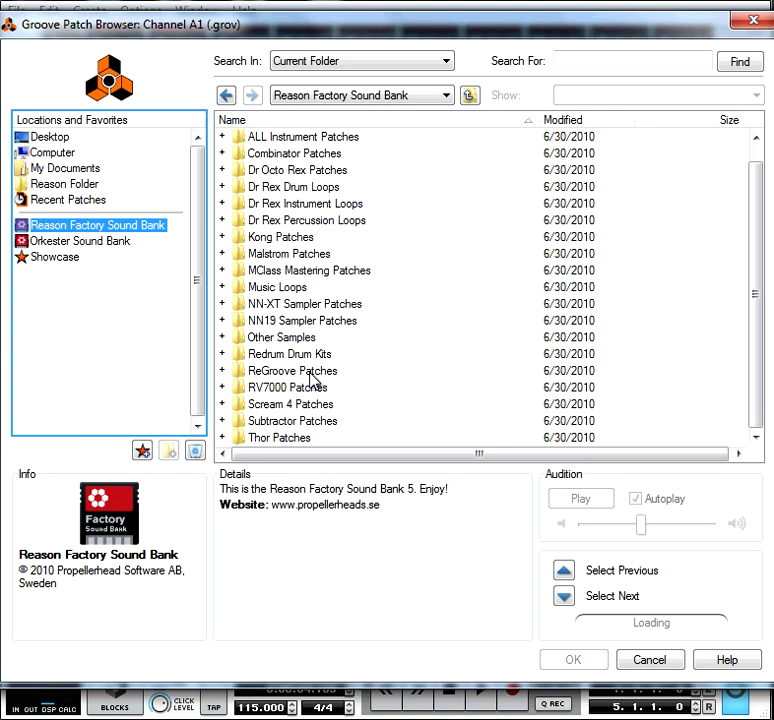 File Edit Create Options Window Help
Groove Patch Browser: Channel A1 (.grov)
Search In: Current Folder Search For: Find
Reason Factory Sound Bank Show:
Locations and Favorites
Desktop
Computer
My Documents
Reason Folder
Recent Patches
Reason Factory Sound Bank
Orkester Sound Bank
Showcase
Name Modified Size
ALL Instrument Patches 6/30/2010
Combinator Patches 6/30/2010
Dr Octo Rex Patches 6/30/2010
Dr Rex Drum Loops 6/30/2010
Dr Rex Instrument Loops 6/30/2010
Dr Rex Percussion Loops 6/30/2010
Kong Patches 6/30/2010
Malstrom Patches 6/30/2010
MClass Mastering Patches 6/30/2010
Music Loops 6/30/2010
NN-XT Sampler Patches 6/30/2010
NN19 Sampler Patches 6/30/2010
Other Samples 6/30/2010
Redrum Drum Kits 6/30/2010
ReGroove Patches 6/30/2010
RV7000 Patches 6/30/2010
Scream 4 Patches 6/30/2010
Subtractor Patches 6/30/2010
Thor Patches 6/30/2010
Info
Factory
Sound Bank
Reason Factory Sound Bank
© 2010 Propellerhead Software AB,
Sweden
Details
This is the Reason Factory Sound Bank 5. Enjoy!
Website: www.propellerheads.se
Audition
Play Autoplay
Select Previous
Select Next
Loading
OK Cancel Help
IN OUT DSP CALC BLOCKS CLICK
LEVEL TAP 115.000 4/4 Q REC 5. 1. 1. 0 R